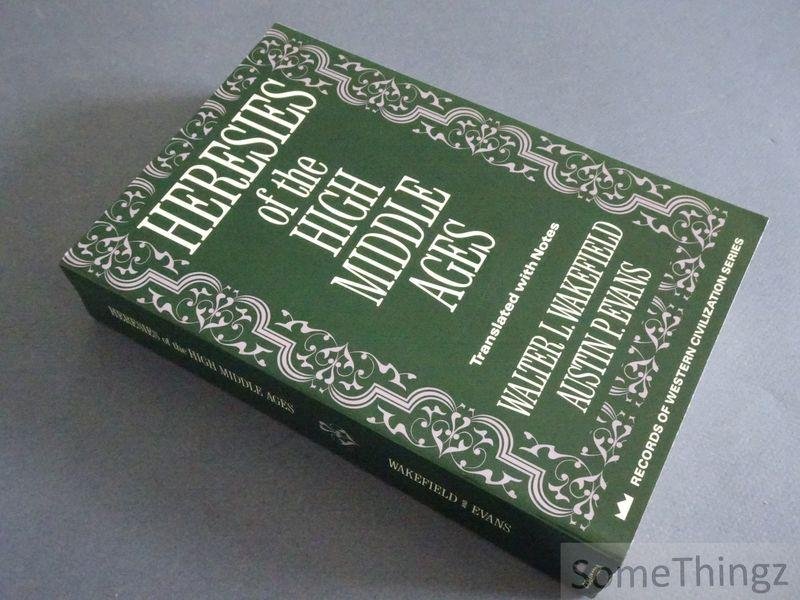 HERESIES
of the
HIGH
MIDDLE
AGES
Translated with Notes
WALTER L. WAKEFIELD
AUSTIN P. EVANS
RECORDS OF WESTERN CIVILIZATION SERIES
HERESIES of the HIGH MIDDLE AGES
WAKEFIELD & EVANS
SomeThingz